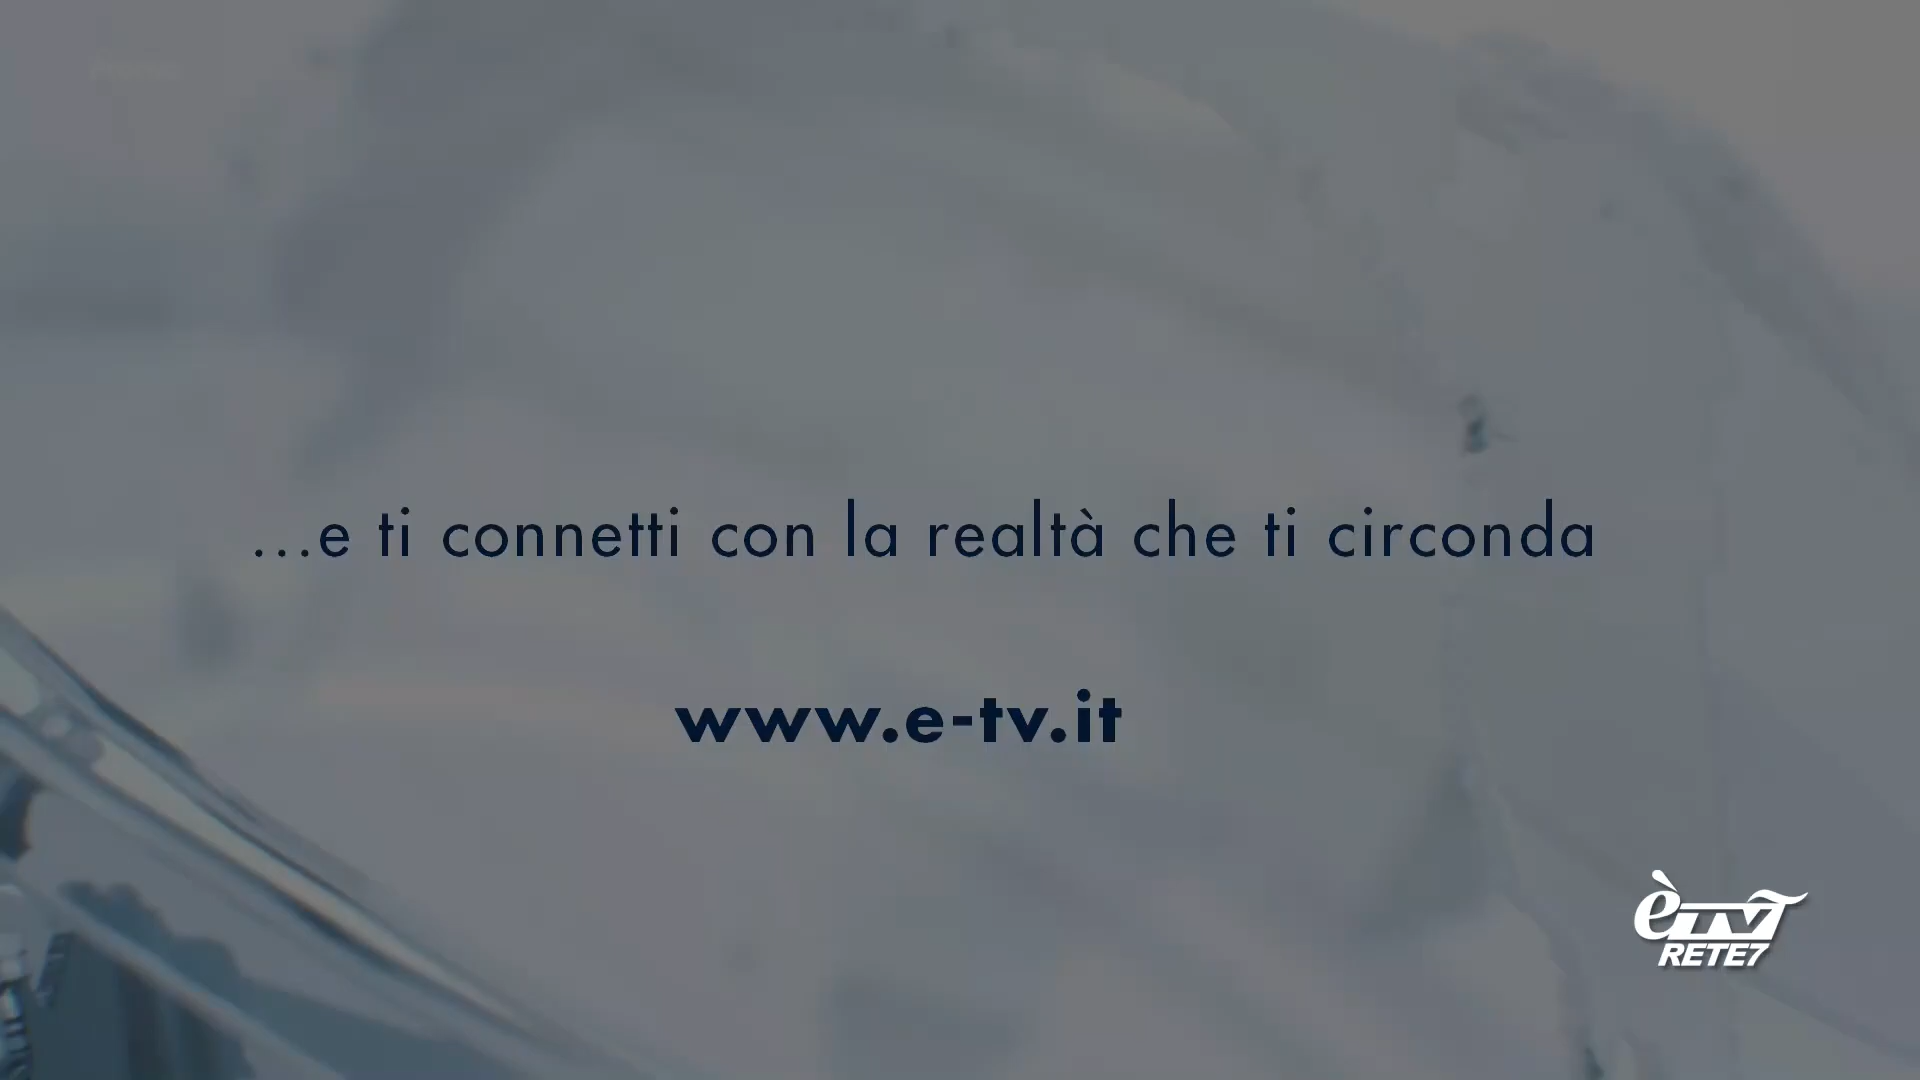 ...e ti connetti con la realtà che ti circonda
www.e-tv.it
èTV
RETE7